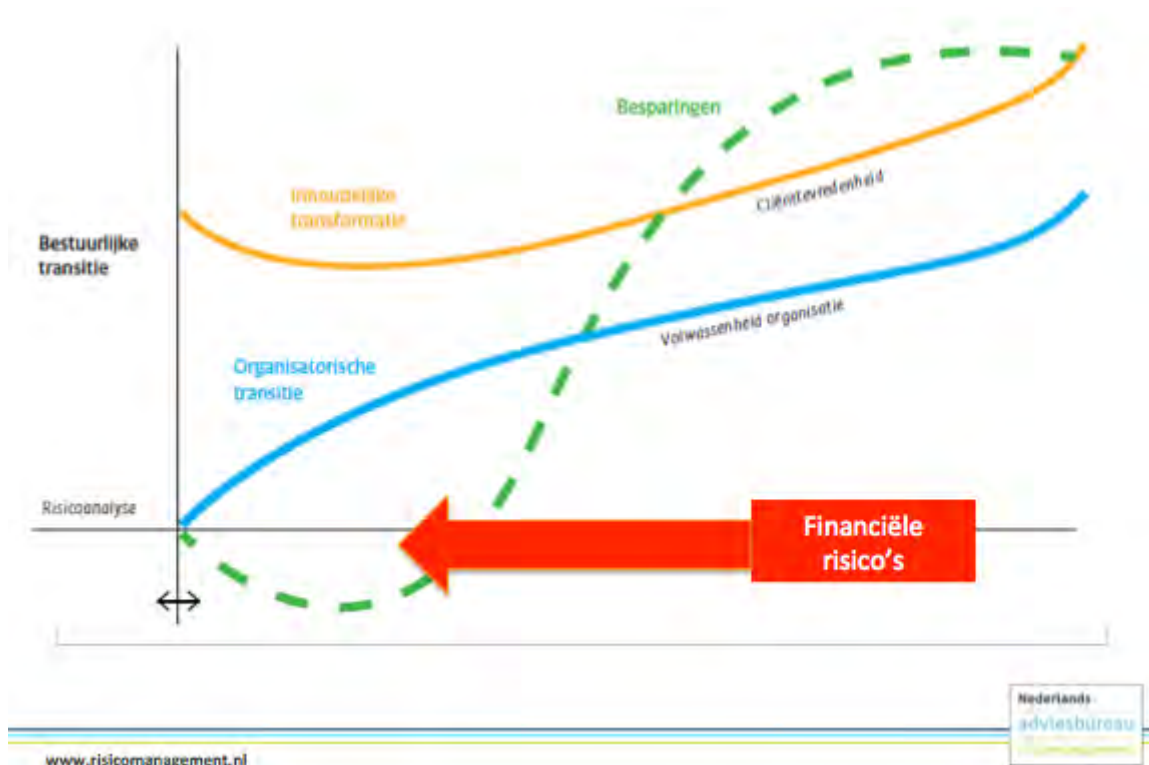 Besparingen
Inhoudelijke
transformatie
Cliëntevredenheid
Bestuurlijke
transitie
Volwassenheid organisatie
Organisatorische
transitie
Risicoanalyse
Financiële
risico's
Nederlands
adviesbureau
www.risicomanagement.nl